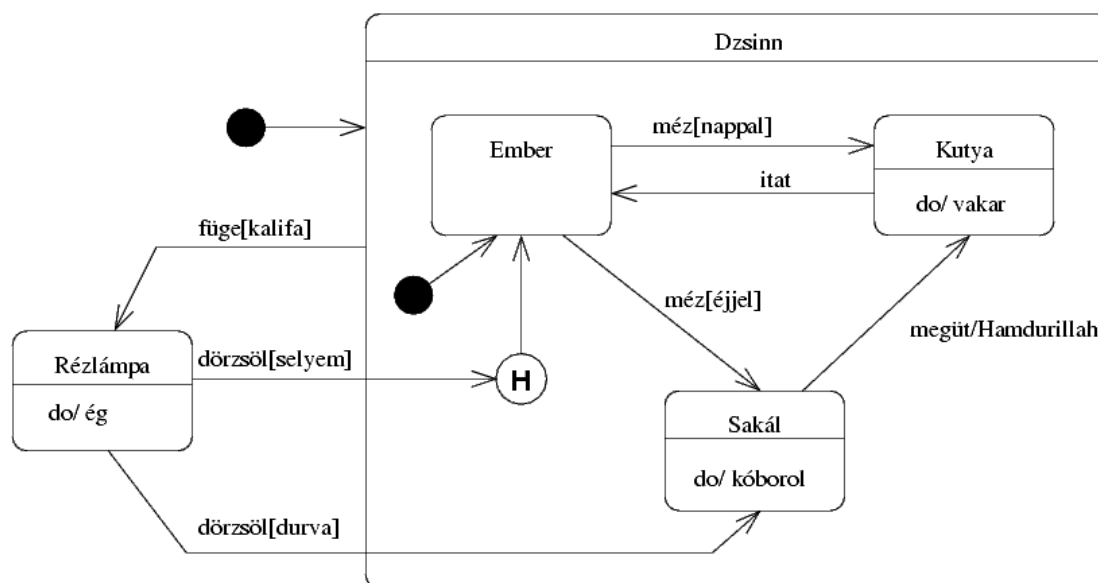 Dzsinn
Ember
méz[nappal]
Kutya
itat
do/ vakar
füge[kalifa]
méz[éjjel]
megüt/Hamdurillah
Rézlámpa
dörzsöl[selyem]
H
do/ ég
Sakál
do/ kóborol
dörzsöl[durva]